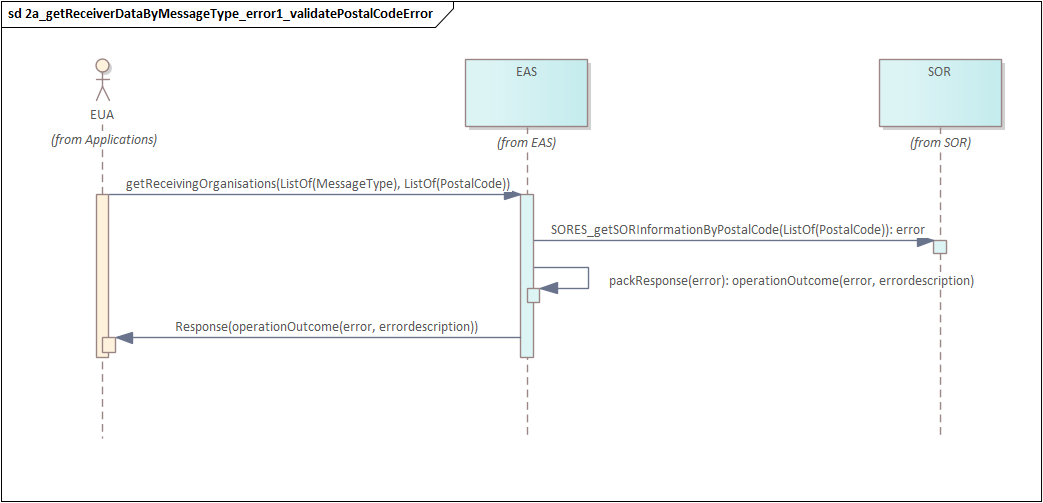 sd 2a_getReceiverDataByMessageType_error1_validatePostalCodeError
EUA
(from Applications)
EAS
(from EAS)
SOR
(from SOR)
getReceivingOrganisations(ListOf(MessageType), ListOf(PostalCode))
SORES_getSORInformationByPostalCode(ListOf(PostalCode)): error
packResponse(error): operationOutcome(error, errordescription)
Response(operationOutcome(error, errordescription))